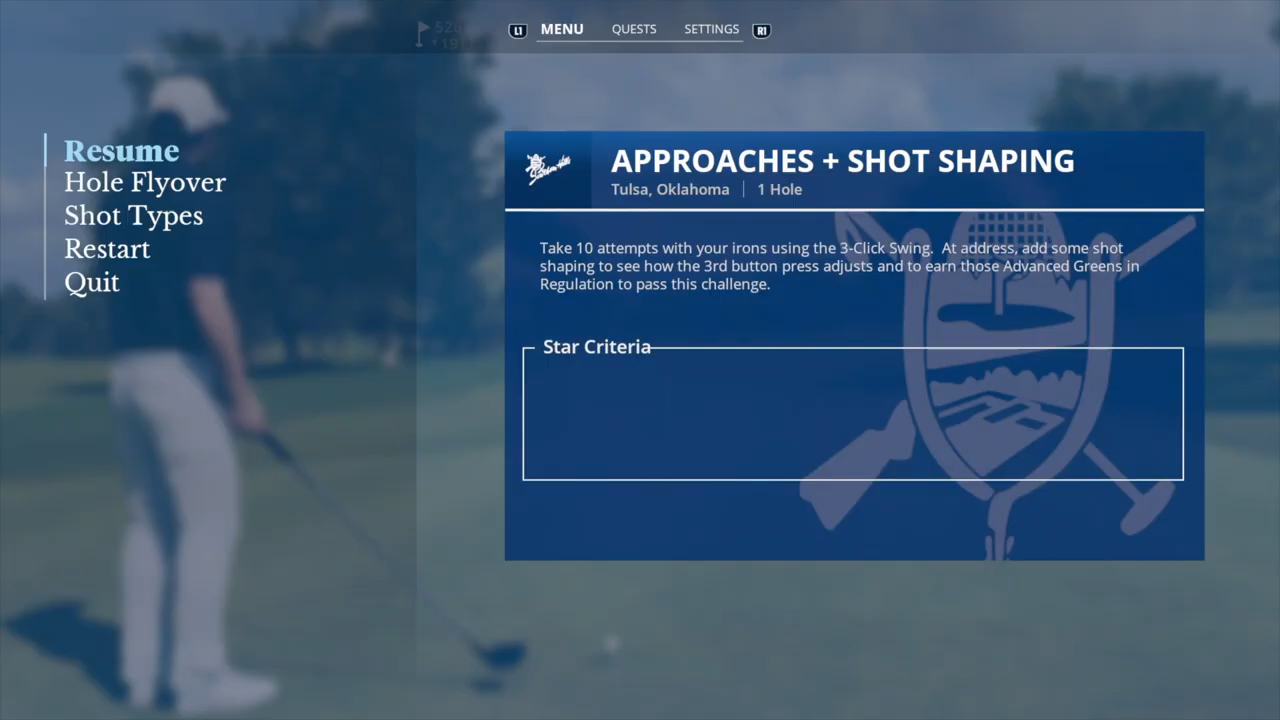 L1 MENU QUESTS SETTINGS R1
Resume
Hole Flyover
Shot Types
Restart
Quit
APPROACHES + SHOT SHAPING
Tulsa, Oklahoma | 1 Hole
Take 10 attempts with your irons using the 3-Click Swing. At address, add some shot
shaping to see how the 3rd button press adjusts and to earn those Advanced Greens in
Regulation to pass this challenge.
Star Criteria